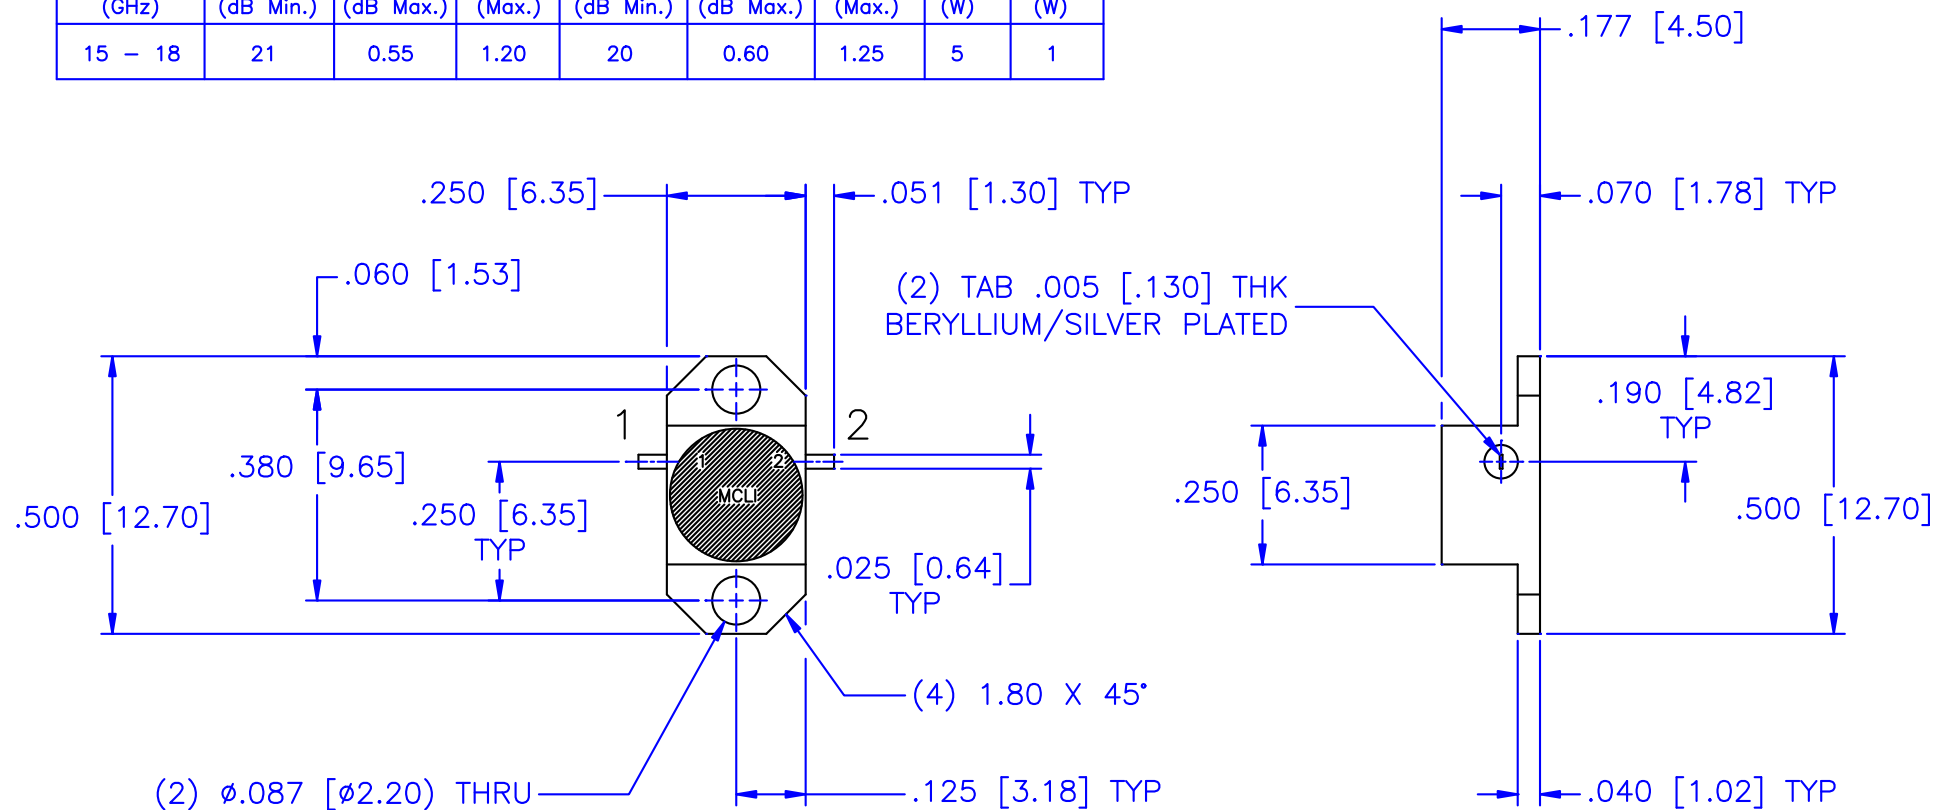 (GHz) (dB Min.) (dB Max.) (Max.) (dB Min.) (dB Max.) (Max.) (W) (W)
15 - 18 21 0.55 1.20 20 0.60 1.25 5 1
.177 [4.50]
.250 [6.35]
.051 [1.30] TYP
.070 [1.78] TYP
.060 [1.53]
(2) TAB .005 [.130] THK
BERYLLIUM/SILVER PLATED
.190 [4.82]
TYP
1
2
1 2
MCLI
.380 [9.65]
.500 [12.70]
.250 [6.35]
TYP
.025 [0.64]
TYP
.250 [6.35]
.500 [12.70]
(4) 1.80 X 45°
(2) ø.087 [ø2.20) THRU
.125 [3.18] TYP
.040 [1.02] TYP